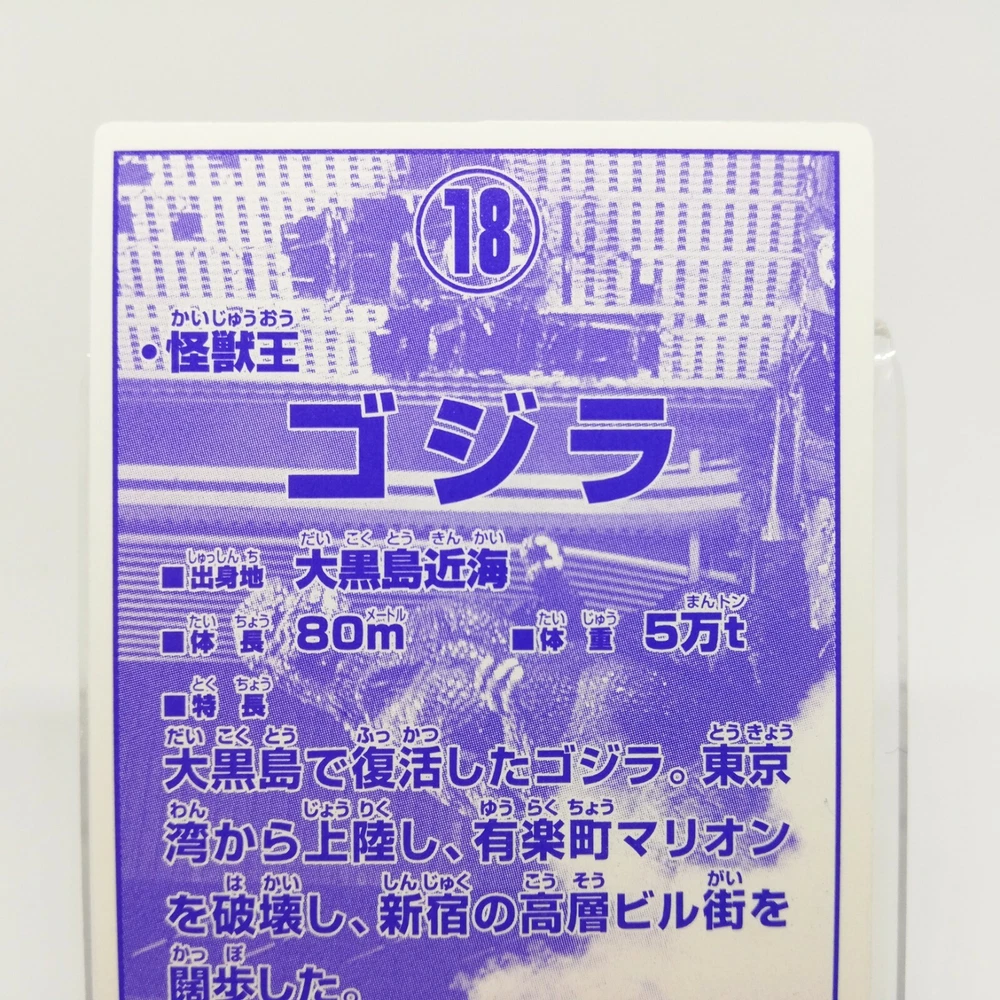 18
かいじゅうおう
・怪獣王
ゴジラ
しゅっしんち だいこくとうきんかい
■出身地 大黒島近海
たいちょう メートル たいじゅう まんトン
■体長 80m ■体重 5万t
とくちょう
■特長
だいこくとう ふっかつ とうきょう
大黒島で復活したゴジラ。東京
わん じょうりく ゆうらくちょう
湾から上陸し、有楽町マリオン
はかい しんじゅく こうそう がい
を破壊し、新宿の高層ビル街を
かっぽ
闊歩した。